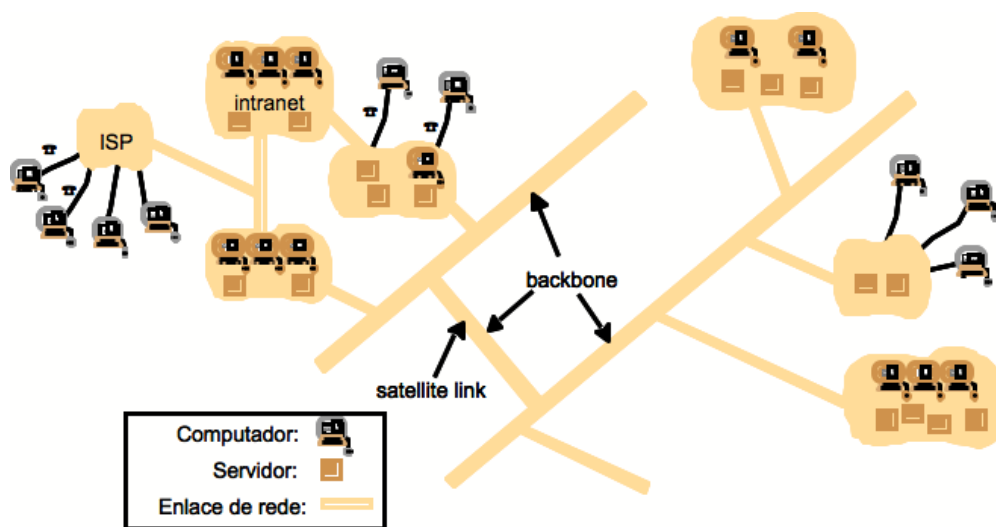 intranet
ISP
backbone
satellite link
Computador:
Servidor:
Enlace de rede: